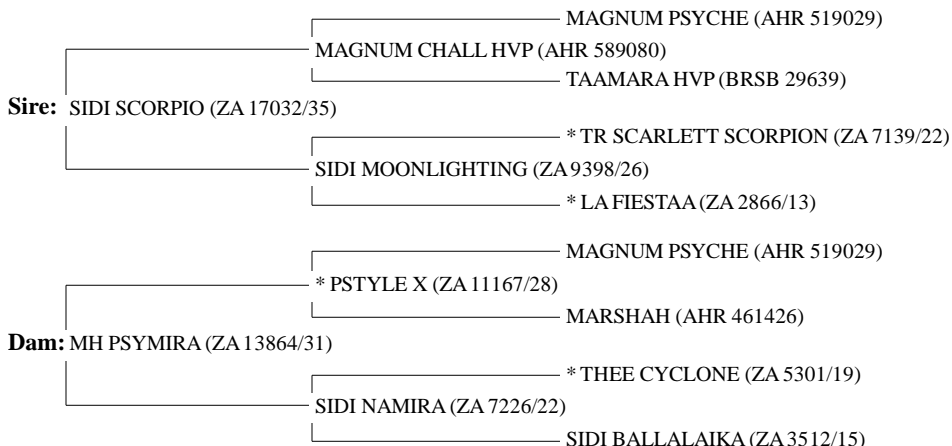 MAGNUM PSYCHE (AHR 519029)
MAGNUM CHALL HVP (AHR 589080)
TAAMARA HVP (BRSB 29639)
Sire: SIDI SCORPIO (ZA 17032/35)
* TR SCARLETT SCORPION (ZA 7139/22)
SIDI MOONLIGHTING (ZA 9398/26)
* LA FIESTAA (ZA 2866/13)
MAGNUM PSYCHE (AHR 519029)
* PSTYLE X (ZA 11167/28)
MARSHAH (AHR 461426)
Dam: MH PSYMIRA (ZA 13864/31)
* THEE CYCLONE (ZA 5301/19)
SIDI NAMIRA (ZA 7226/22)
SIDI BALLALAIKA (ZA 3512/15)